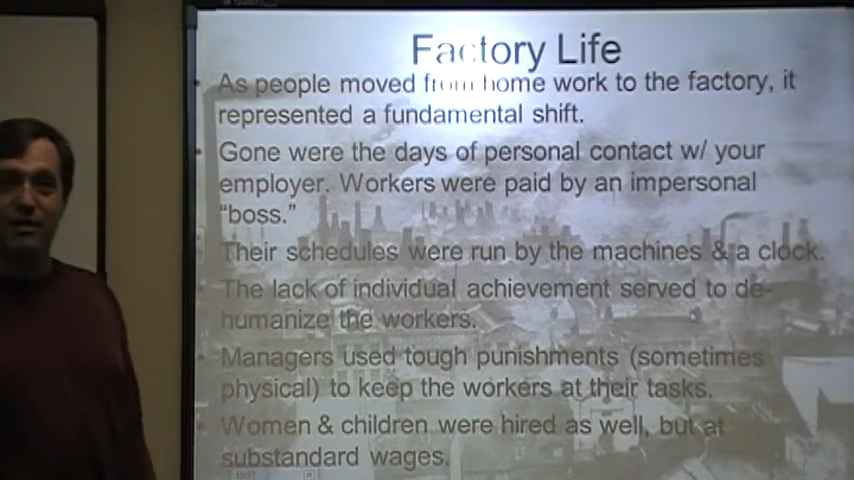 Factory Life
As people moved from home work to the factory, it
represented a fundamental shift.
Gone were the days of personal contact w/ your
employer. Workers were paid by an impersonal
“boss.”
Their schedules were run by the machines & a clock.
The lack of individual achievement served to de-
humanize the workers.
Managers used tough punishments (sometimes
physical) to keep the workers at their tasks.
Women & children were hired as well, but at
substandard wages.